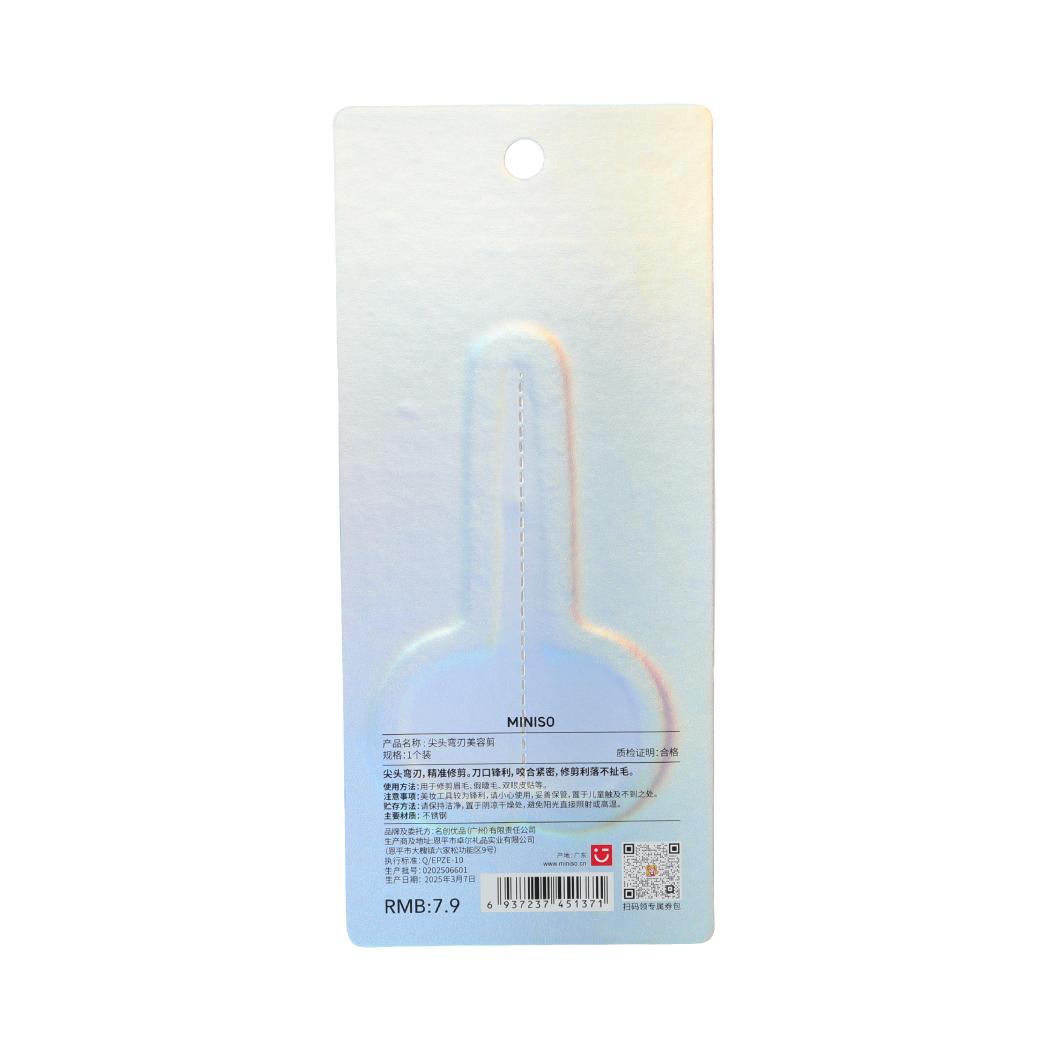 MINISO
产品名称:尖头弯刃美容剪
规格:1个装 质检证明:合格
尖头弯刃,精准修剪。刀口锋利,咬合紧密,修剪利落不扯毛。
使用方法:用于修剪眉毛、假睫毛、双眼皮贴等。
注意事项:美妆工具较为锋利,请小心使用,妥善保管,置于儿童触及不到之处。
贮存方法:请保持洁净,置于阴凉干燥处,避免阳光直接照射或高温。
主要材质:不锈钢
品牌及委托方:名创优品(广州)有限责任公司
生产商及地址:恩平市卓尔礼品实业有限公司
(恩平市大槐镇六家松功能区9号)
执行标准:Q/EPZE-10
生产批号:0202506601
生产日期:2025年3月7日
产地:广东
www.miniso.cn
RMB:7.9
6 937237 451371
扫码领专属券包